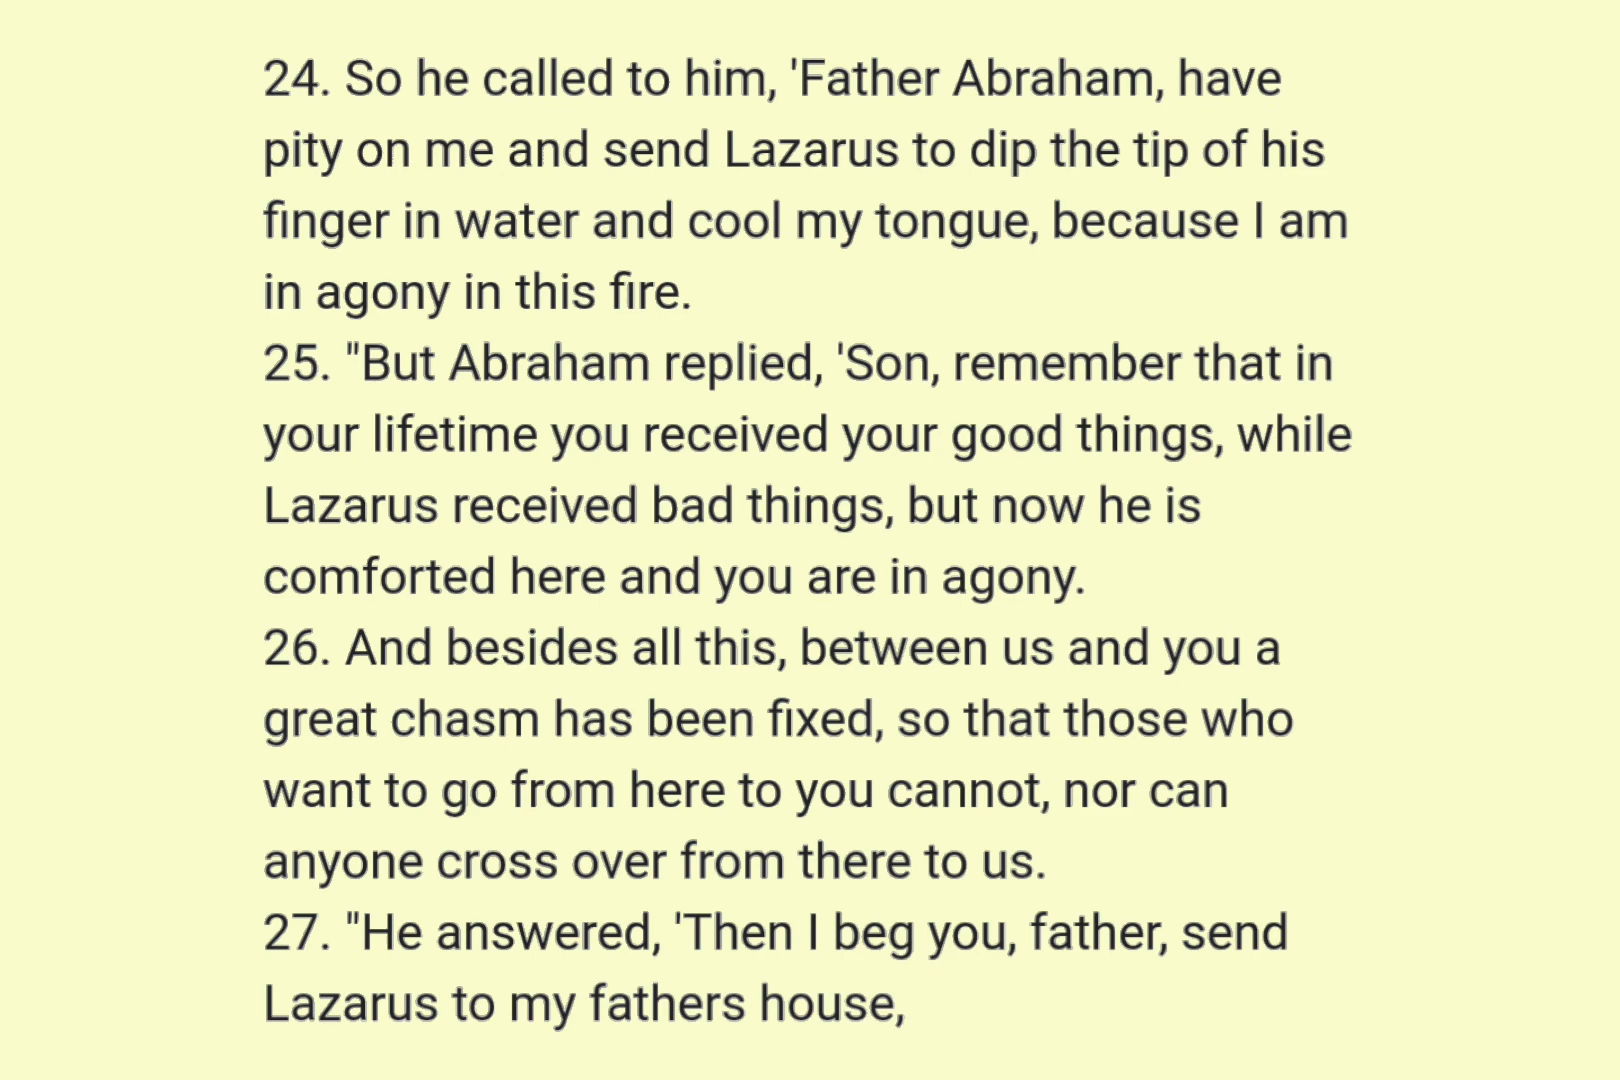 24. So he called to him, 'Father Abraham, have
pity on me and send Lazarus to dip the tip of his
finger in water and cool my tongue, because I am
in agony in this fire.
25. "But Abraham replied, 'Son, remember that in
your lifetime you received your good things, while
Lazarus received bad things, but now he is
comforted here and you are in agony.
26. And besides all this, between us and you a
great chasm has been fixed, so that those who
want to go from here to you cannot, nor can
anyone cross over from there to us.
27. "He answered, 'Then I beg you, father, send
Lazarus to my fathers house,